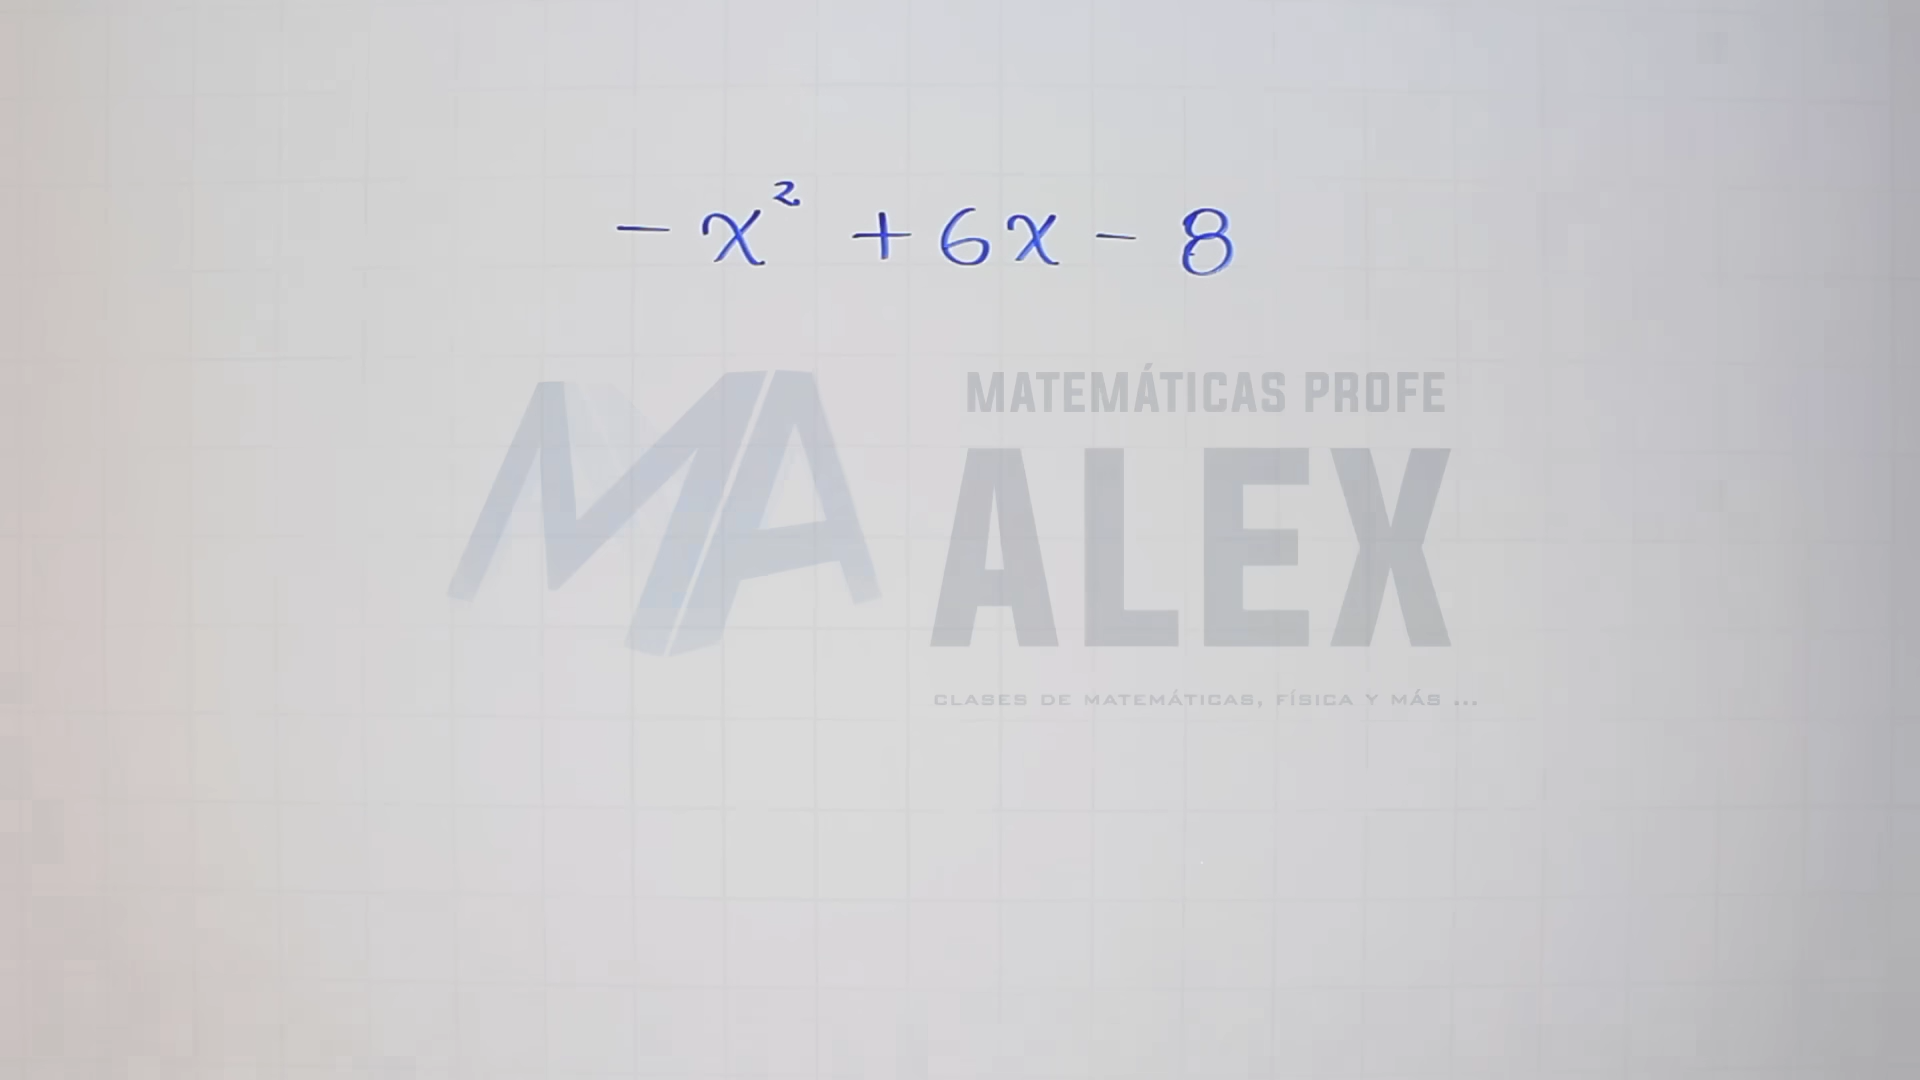 -x² + 6x - 8
MATEMÁTICAS PROFE
MA ALEX
CLASES DE MATEMÁTICAS, FÍSICA Y MÁS ...